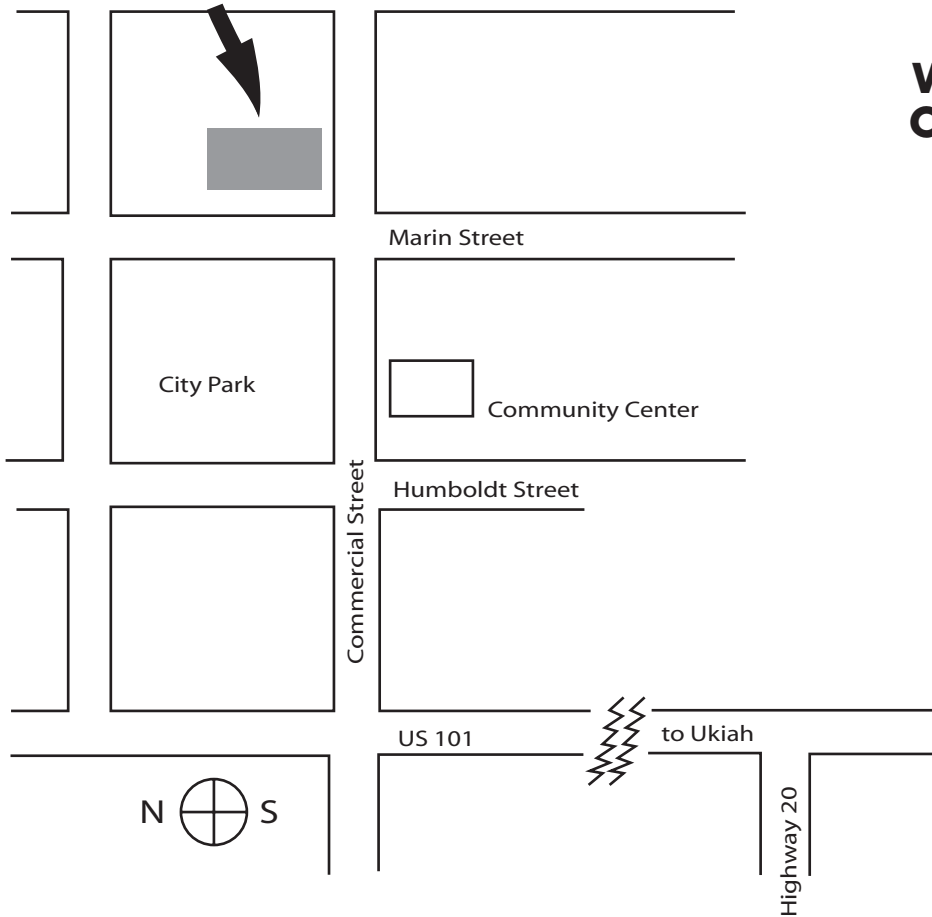 Marin Street
City Park
Community Center
Commercial Street
Humboldt Street
US 101
to Ukiah
N
S
Highway 20